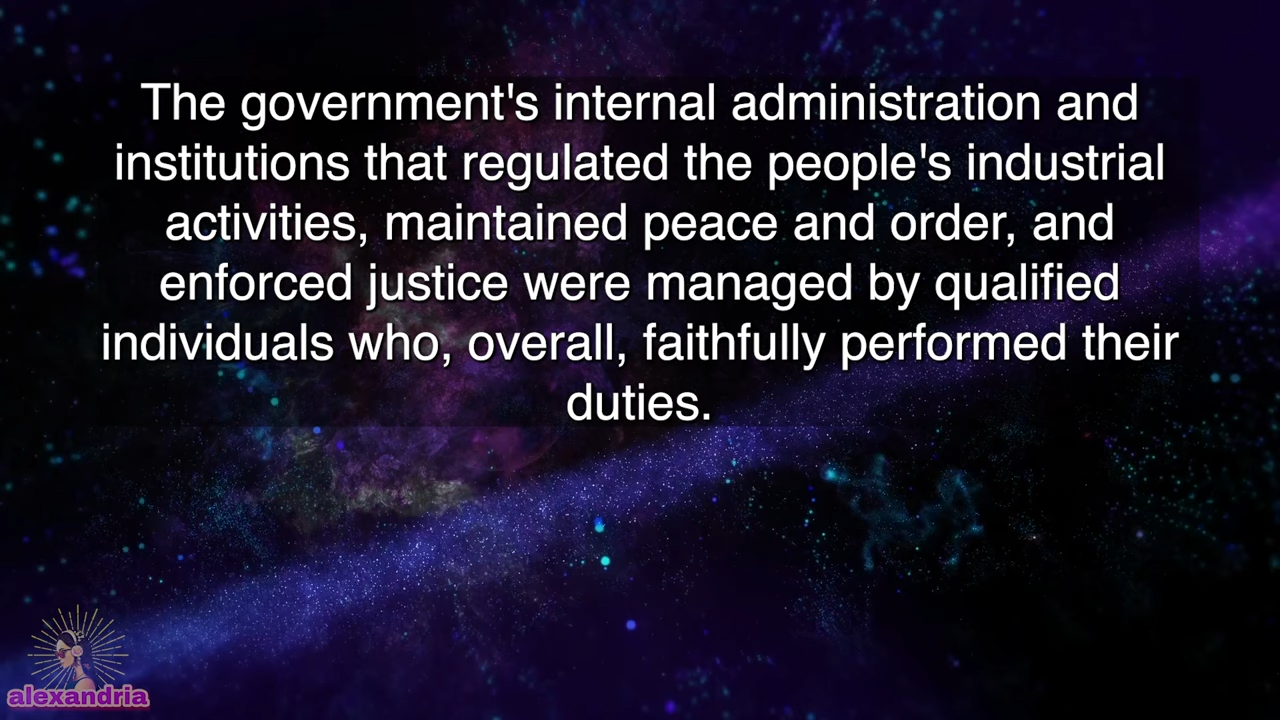 The government's internal administration and
institutions that regulated the people's industrial
activities, maintained peace and order, and
enforced justice were managed by qualified
individuals who, overall, faithfully performed their
duties.
alexandria